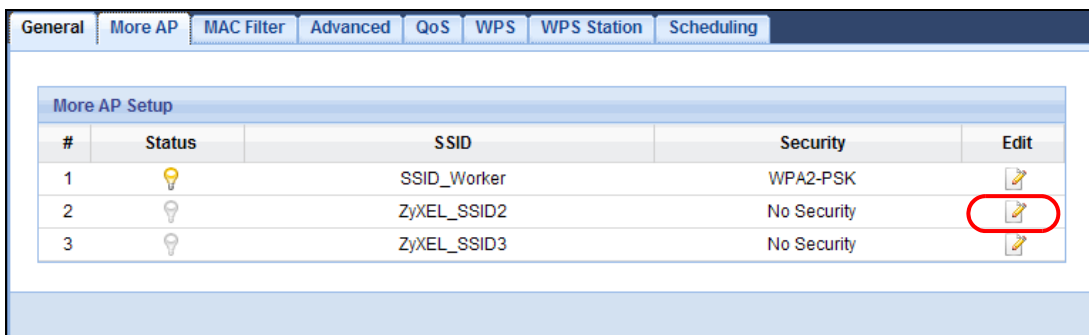 General More AP MAC Filter Advanced QoS WPS WPS Station Scheduling
More AP Setup
# Status SSID Security Edit
1 SSID_Worker WPA2-PSK
2 ZyXEL_SSID2 No Security
3 ZyXEL_SSID3 No Security